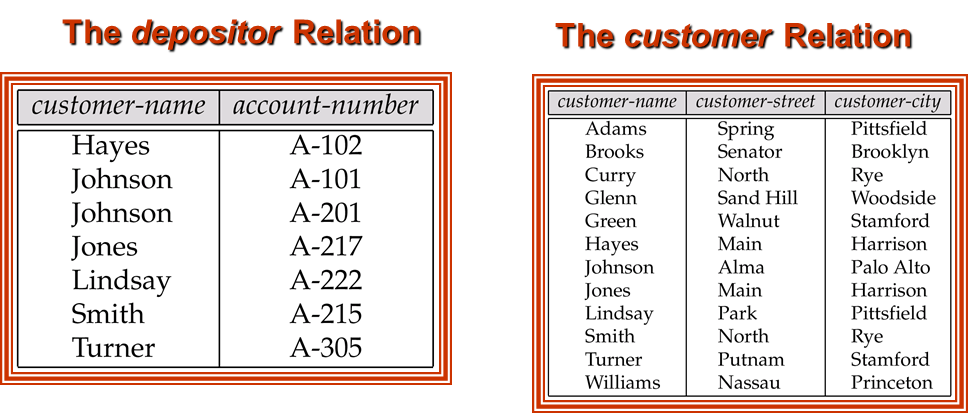 The depositor Relation
customer-name account-number
Hayes A-102
Johnson A-101
Johnson A-201
Jones A-217
Lindsay A-222
Smith A-215
Turner A-305
The customer Relation
customer-name customer-street customer-city
Adams Spring Pittsfield
Brooks Senator Brooklyn
Curry North Rye
Glenn Sand Hill Woodside
Green Walnut Stamford
Hayes Main Harrison
Johnson Alma Palo Alto
Jones Main Harrison
Lindsay Park Pittsfield
Smith North Rye
Turner Putnam Stamford
Williams Nassau Princeton